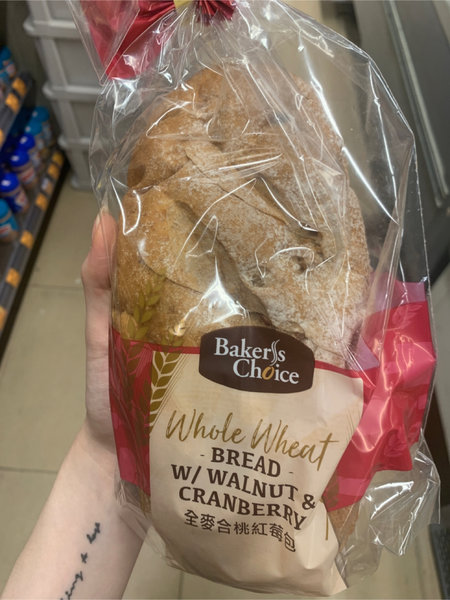 Baker's
Choice
Whole Wheat
- BREAD -
W/ WALNUT &
CRANBERRY
全麥合桃紅莓包